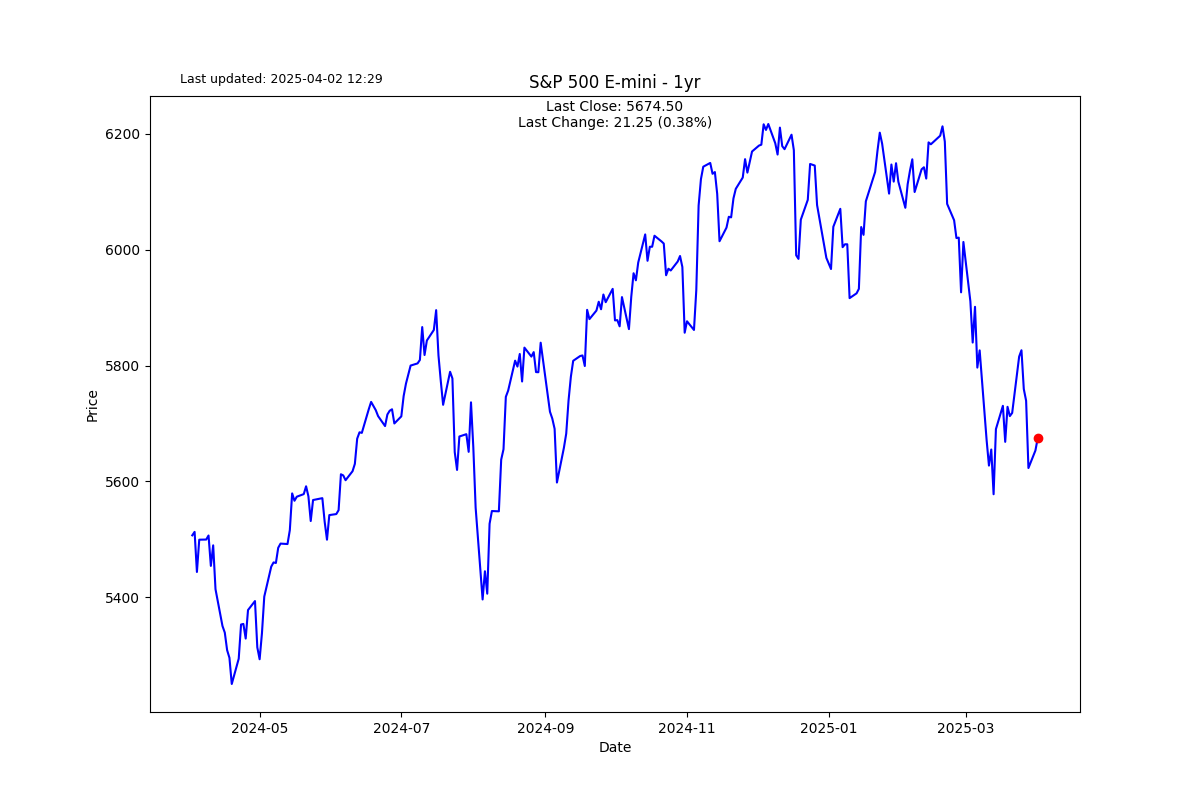 Last updated: 2025-04-02 12:29
S&P 500 E-mini - 1yr
Last Close: 5674.50
Last Change: 21.25 (0.38%)
6200
6000
5800
5600
5400
Price
2024-05
2024-07
2024-09
2024-11
2025-01
2025-03
Date